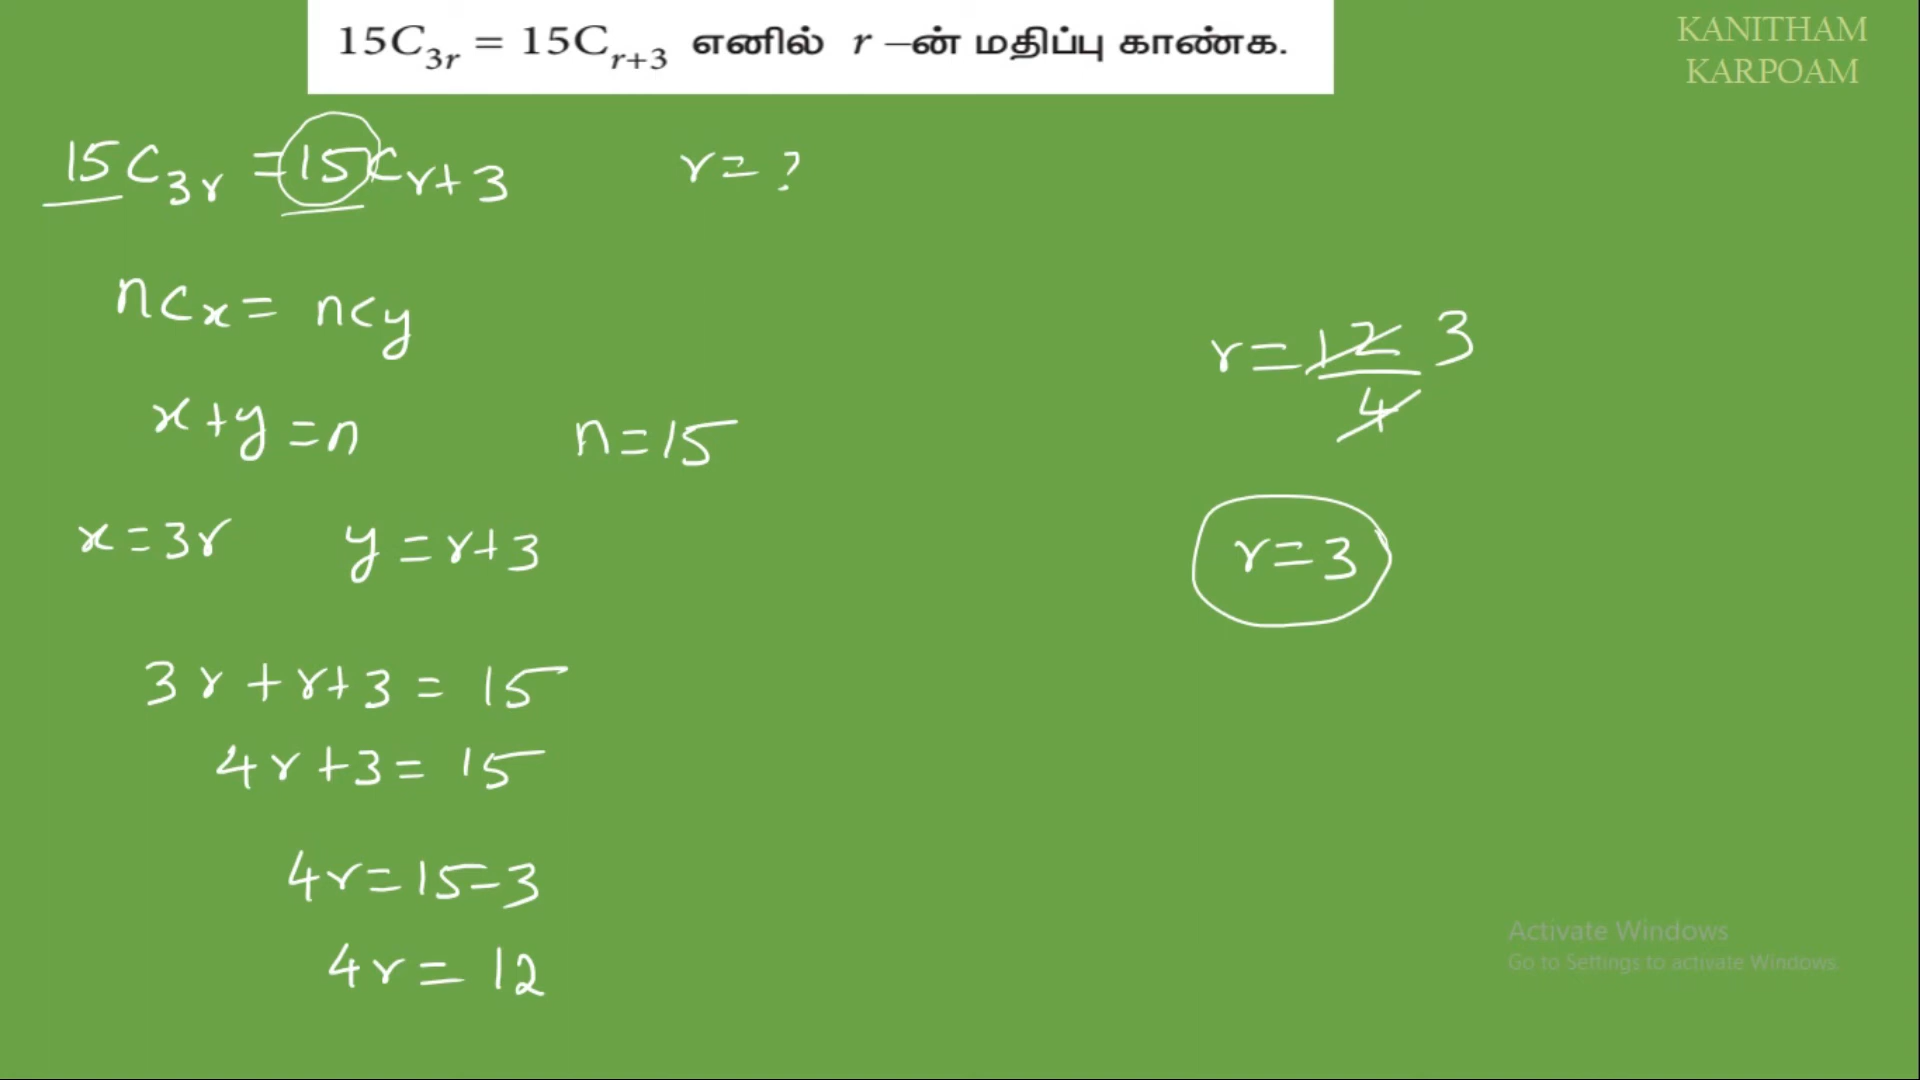 15C3r = 15Cr+3 எனில் r –ன் மதிப்பு காண்க.
KANITHAM
KARPOAM
15C3r = 15Cr+3 r = ?
nCx = nCy
x+y = n n = 15
x = 3r y = r+3
3r + r+3 = 15
4r+3 = 15
4r = 15-3
4r = 12
r = 12/4 3
r = 3
Activate Windows
Go to Settings to activate Windows.